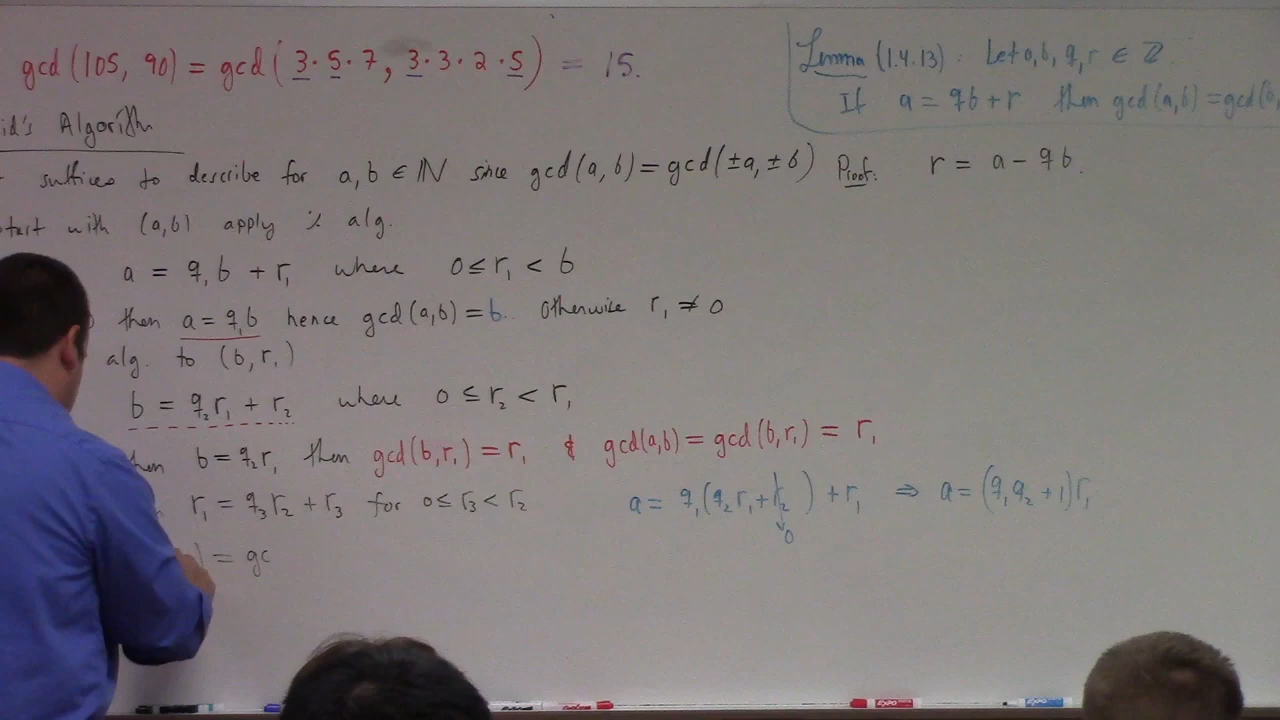 gcd(105, 90) = gcd(3·5·7, 3·3·2·5) = 15.
Lemma (1.4.13): Let a,b,q,r ∈ ℤ.
If a = qb+r then gcd(a,b) = gcd(b,
id's Algorithm
suffices to describe for a,b ∈ ℕ since gcd(a,b) = gcd(±a,±b)
Proof: r = a − qb.
tart with (a,b) apply ÷ alg.
a = q₁b + r₁ where 0 ≤ r₁ < b
then a = q₁b hence gcd(a,b) = b. Otherwise r₁ ≠ 0
alg. to (b, r₁)
b = q₂r₁ + r₂ where 0 ≤ r₂ < r₁
hen b = q₂r₁ then gcd(b,r₁) = r₁ & gcd(a,b) = gcd(b,r₁) = r₁
r₁ = q₃r₂ + r₃ for 0 ≤ r₃ < r₂
a = q₁(q₂r₁ + r₂) + r₁ ⇒ a = (q₁q₂+1)r₁
0
) = gc
EXPO
EXPO